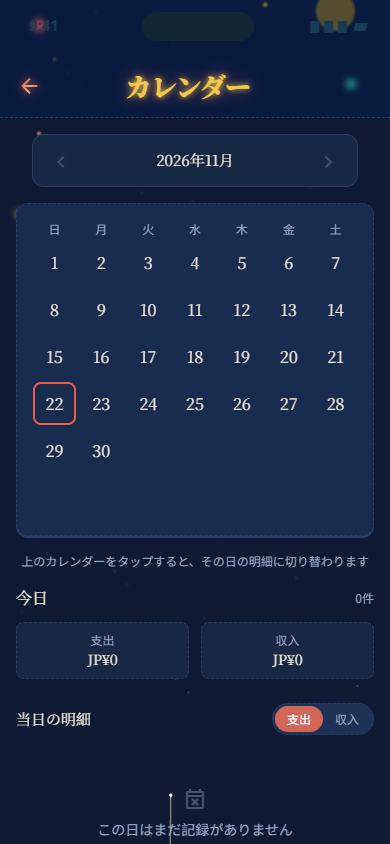 カレンダー
2026年11月
日 月 火 水 木 金 土
1 2 3 4 5 6 7
8 9 10 11 12 13 14
15 16 17 18 19 20 21
22 23 24 25 26 27 28
29 30
上のカレンダーをタップすると、その日の明細に切り替わります
今日 0件
支出 収入
JP¥0 JP¥0
当日の明細 支出 収入
この日はまだ記録がありません